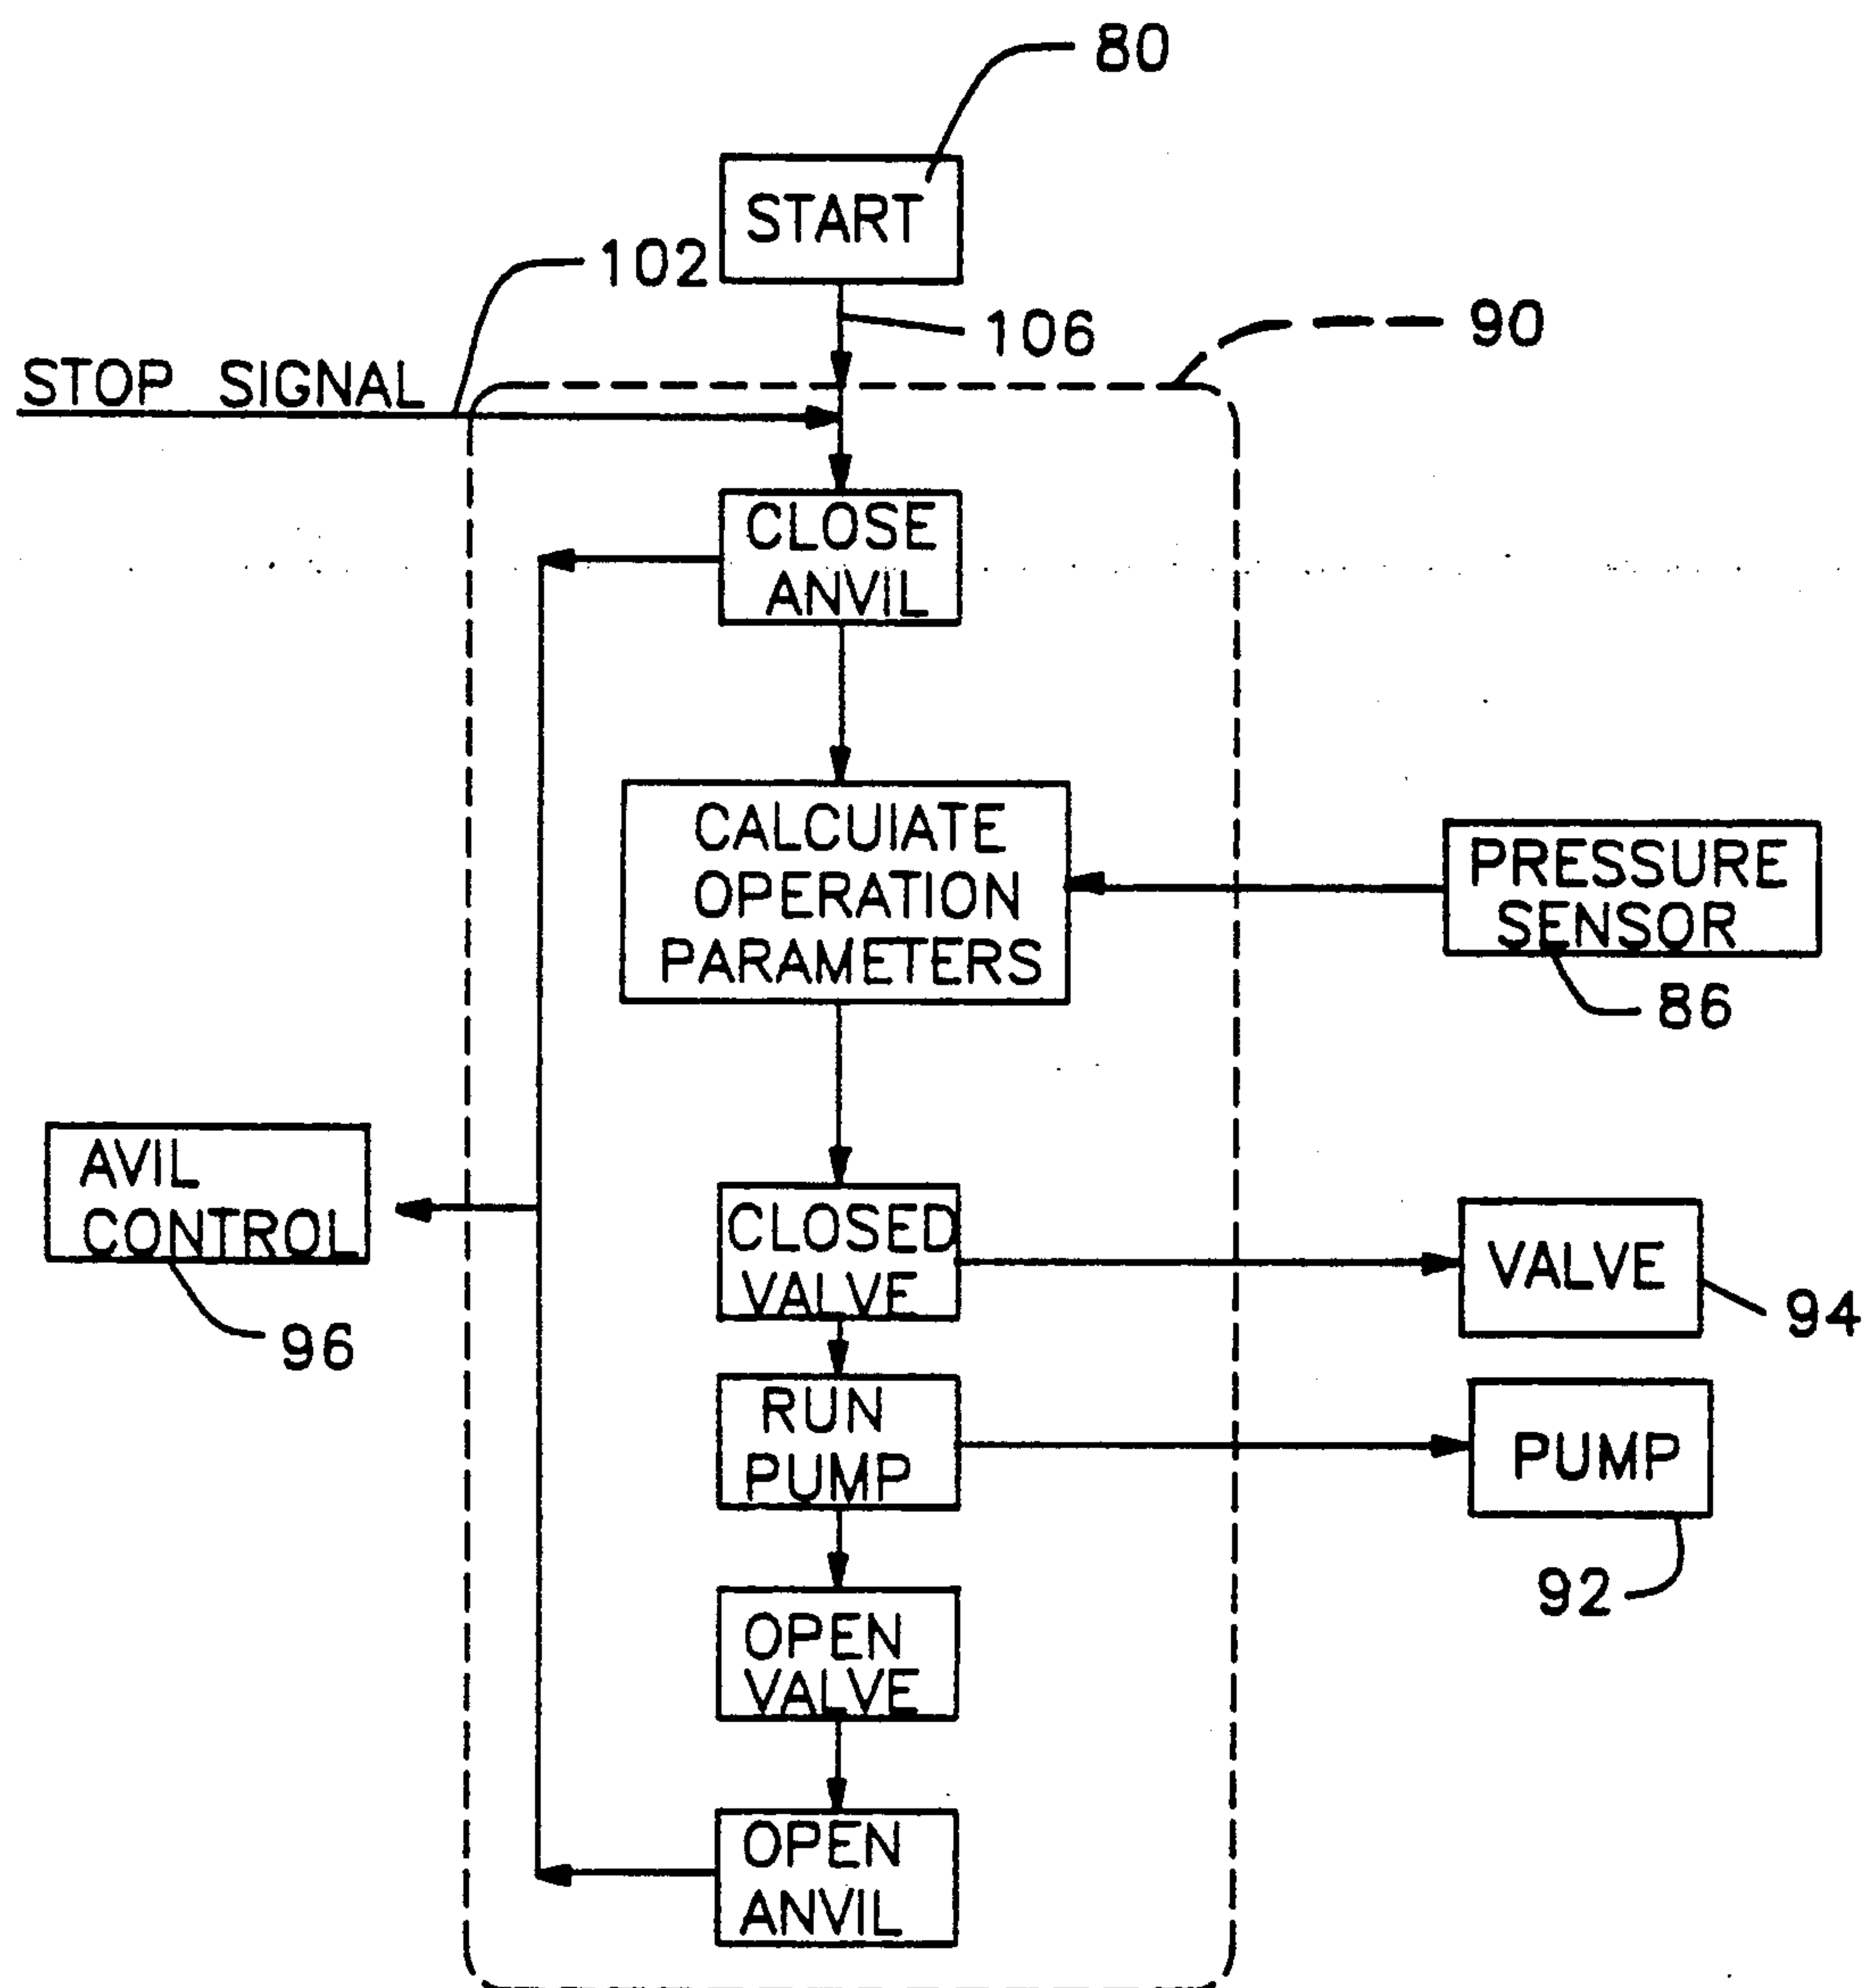 80
START
102
106
90
STOP SIGNAL
CLOSE
ANVIL
CALCUIATE
OPERATION
PARAMETERS
PRESSURE
SENSOR
86
AVIL
CONTROL
96
CLOSED
VALVE
VALVE
94
RUN
PUMP
PUMP
92
OPEN
VALVE
OPEN
ANVIL